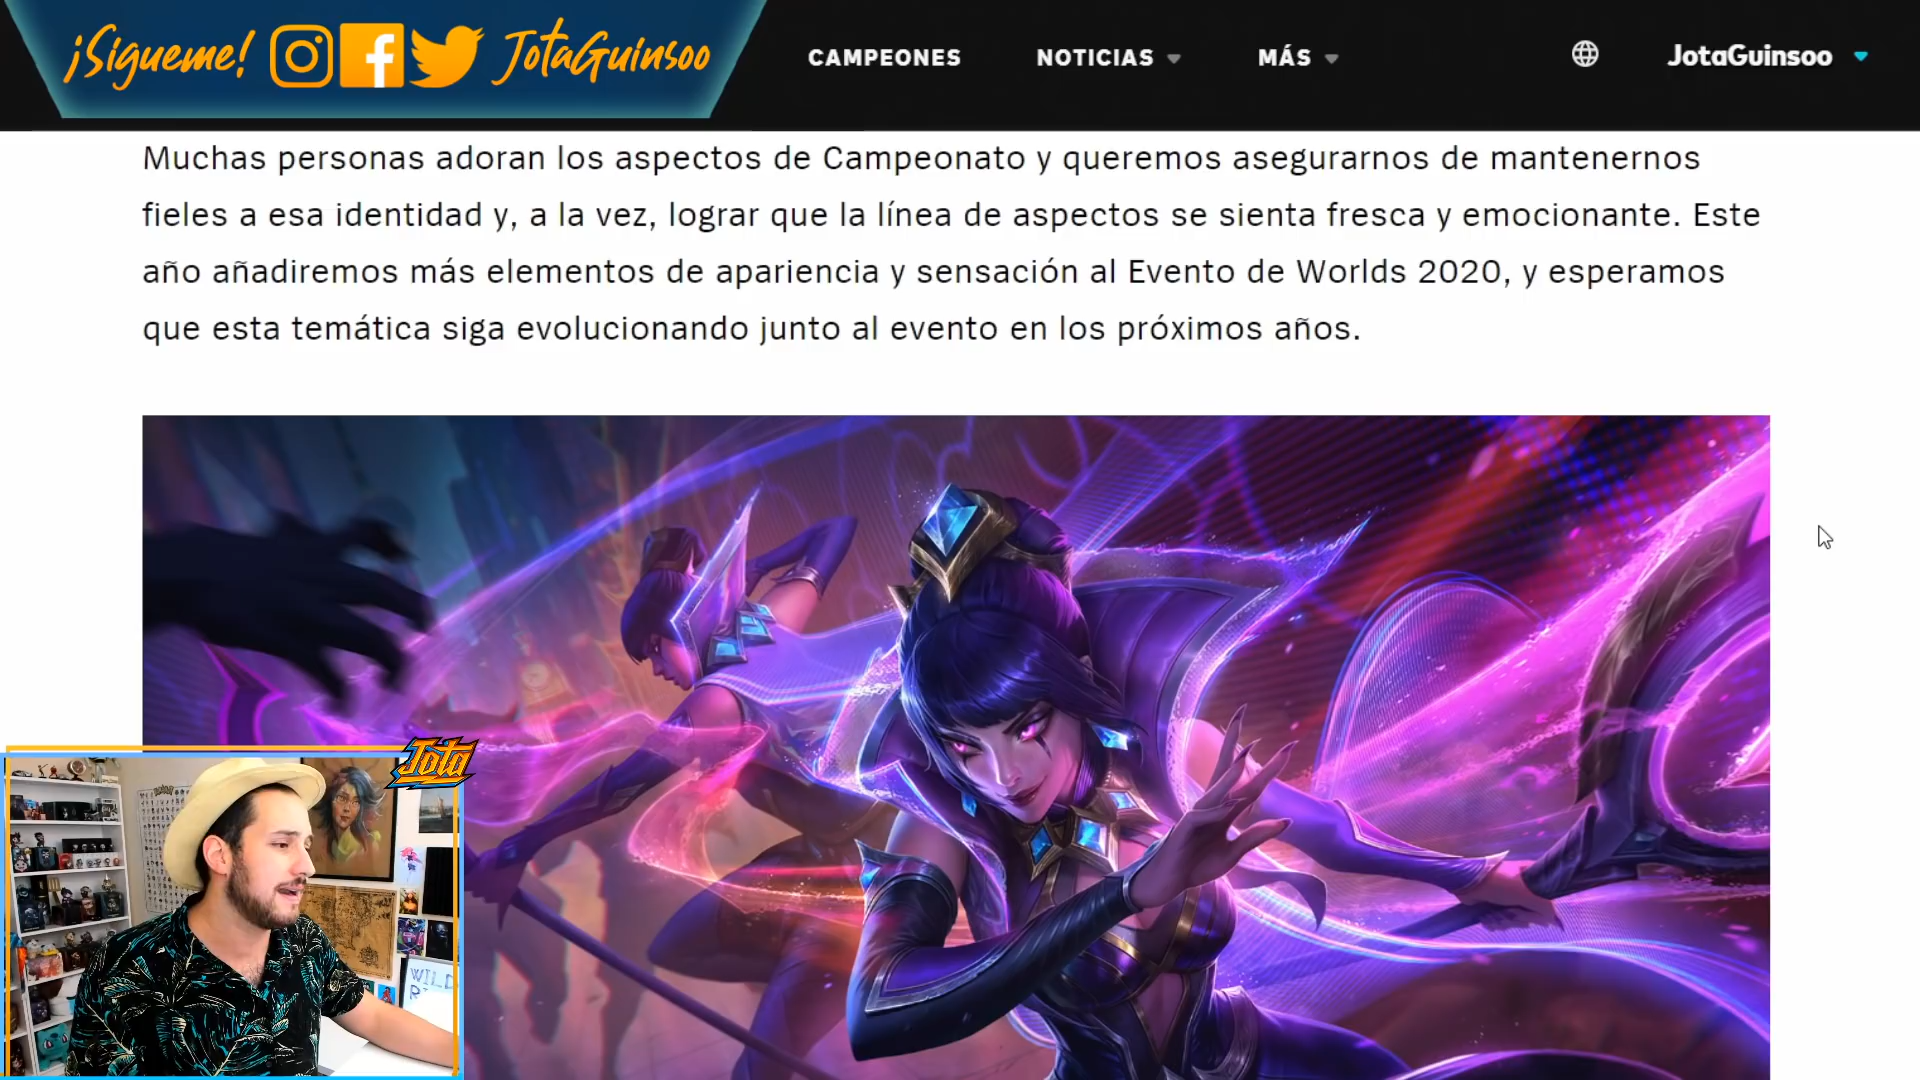 ¡Sigueme! JotaGuinsoo
CAMPEONES NOTICIAS MÁS JotaGuinsoo
Muchas personas adoran los aspectos de Campeonato y queremos asegurarnos de mantenernos
fieles a esa identidad y, a la vez, lograr que la línea de aspectos se sienta fresca y emocionante. Este
año añadiremos más elementos de apariencia y sensación al Evento de Worlds 2020, y esperamos
que esta temática siga evolucionando junto al evento en los próximos años.
Jota
WILD